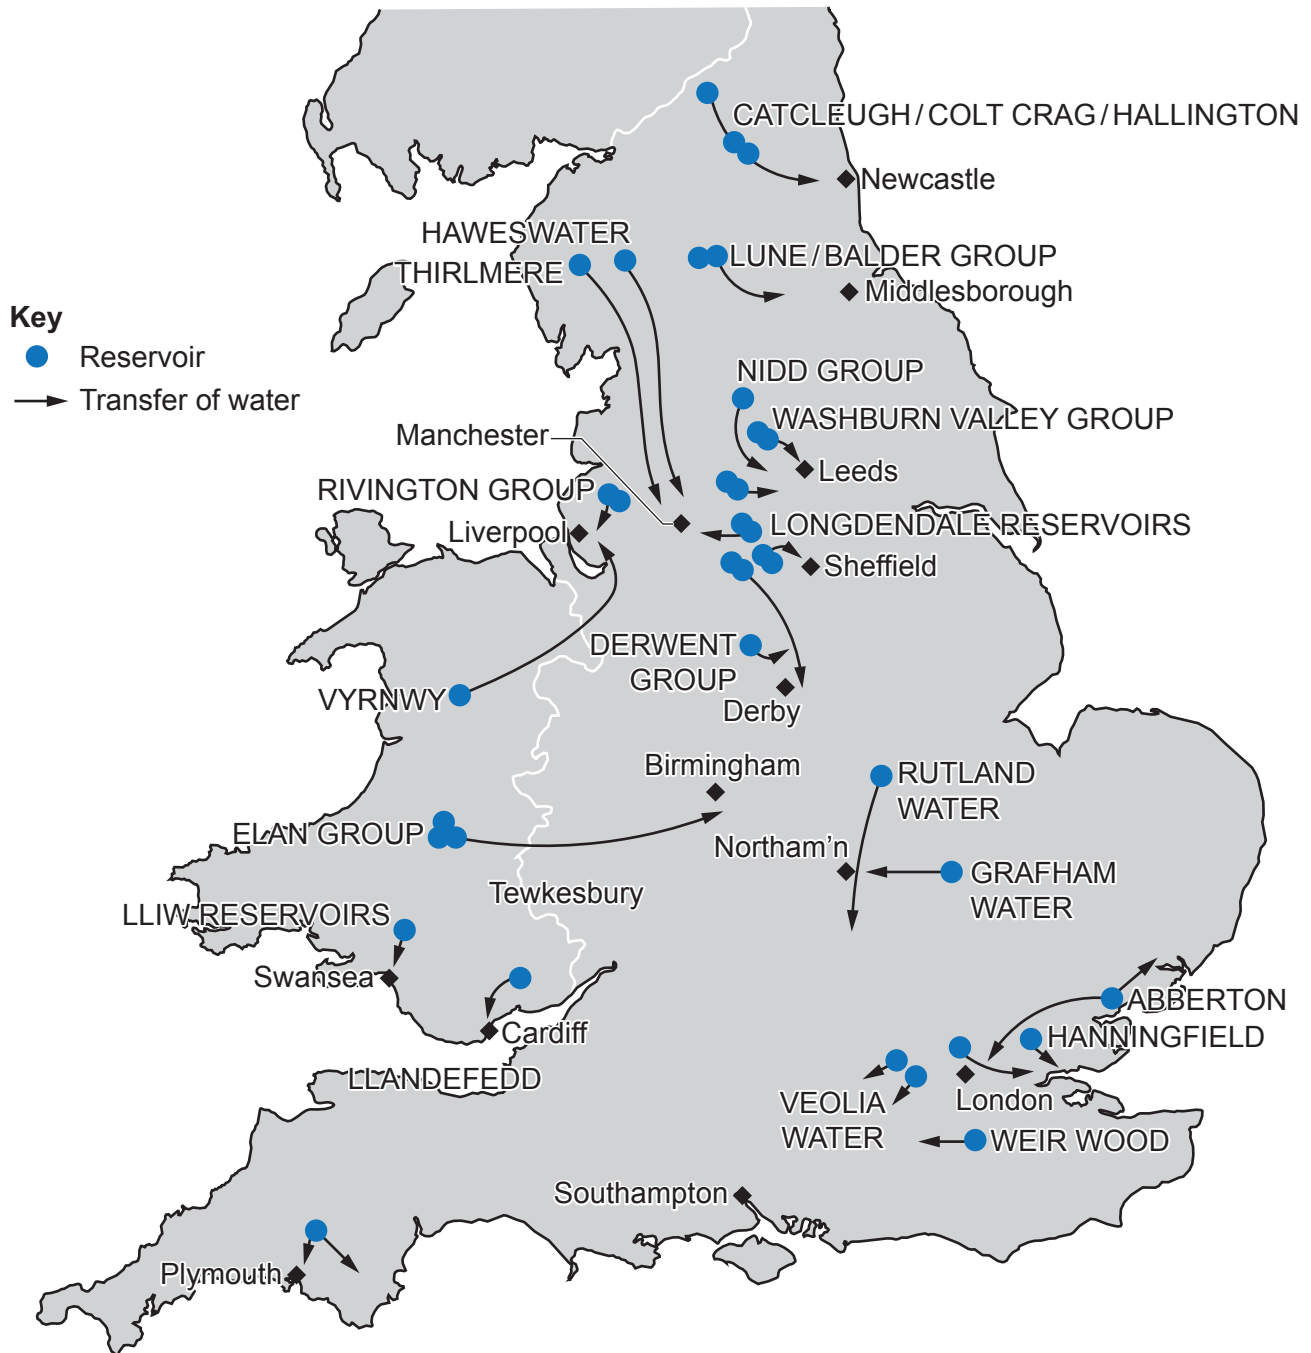 CATCLEUGH / COLT CRAG / HALLINGTON
Newcastle
HAWESWATER
THIRLMERE
LUNE / BALDER GROUP
Middlesborough
Key
Reservoir
Transfer of water
NIDD GROUP
WASHBURN VALLEY GROUP
Manchester
Leeds
RIVINGTON GROUP
Liverpool
LONGDENDALE RESERVOIRS
Sheffield
DERWENT
GROUP
VYRNWY
Derby
Birmingham
RUTLAND
WATER
ELAN GROUP
Northam'n
GRAFHAM
WATER
Tewkesbury
LLIW RESERVOIRS
Swansea
Cardiff
ABBERTON
HANNINGFIELD
LLANDEFEDD
VEOLIA
WATER
London
WEIR WOOD
Southampton
Plymouth